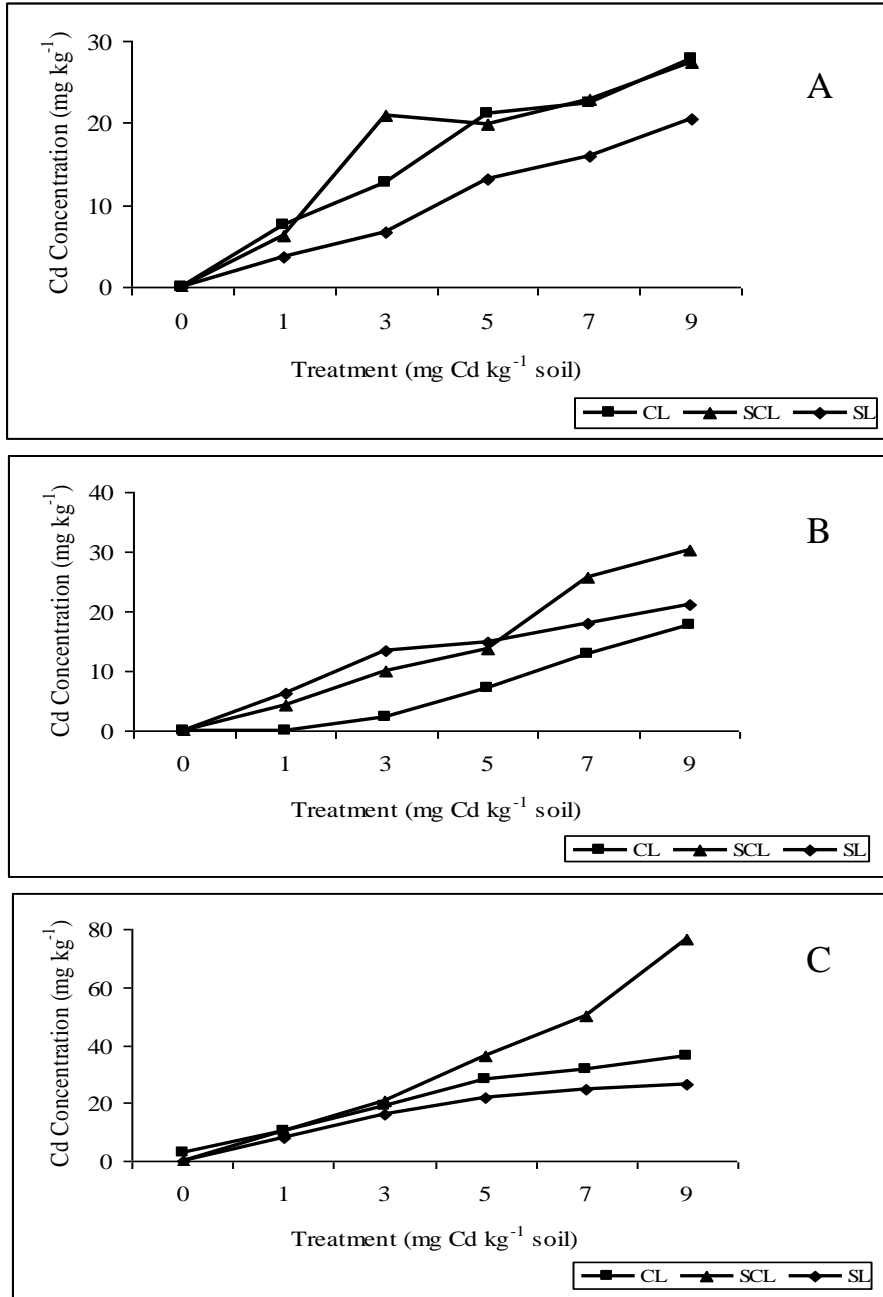 A
Cd Concentration (mg kg-1)
30
20
10
0
0 1 3 5 7 9
Treatment (mg Cd kg-1 soil)
CL SCL SL
B
Cd Concentration (mg kg-1)
40
30
20
10
0
0 1 3 5 7 9
Treatment (mg Cd kg-1 soil)
CL SCL SL
C
Cd Concentration (mg kg-1)
80
60
40
20
0
0 1 3 5 7 9
Treatment (mg Cd kg-1 soil)
CL SCL SL